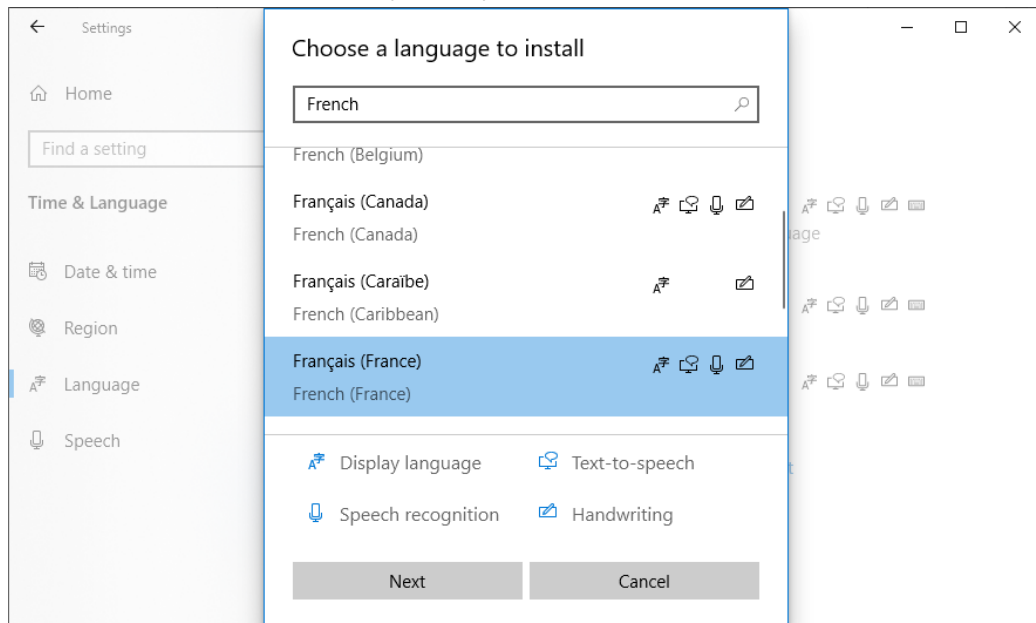 Settings
Home
Find a setting
Time & Language
Date & time
Region
Language
Speech
Choose a language to install
French
French (Belgium)
Français (Canada)
French (Canada)
Français (Caraïbe)
French (Caribbean)
Français (France)
French (France)
Display language
Text-to-speech
Speech recognition
Handwriting
Next
Cancel